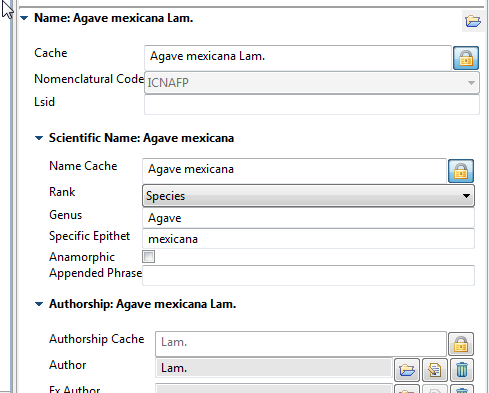 Name: Agave mexicana Lam.
Cache Agave mexicana Lam.
Nomenclatural Code ICNAFP
Lsid
Scientific Name: Agave mexicana
Name Cache Agave mexicana
Rank Species
Genus Agave
Specific Epithet mexicana
Anamorphic
Appended Phrase
Authorship: Agave mexicana Lam.
Authorship Cache Lam.
Author Lam.
Ex Author